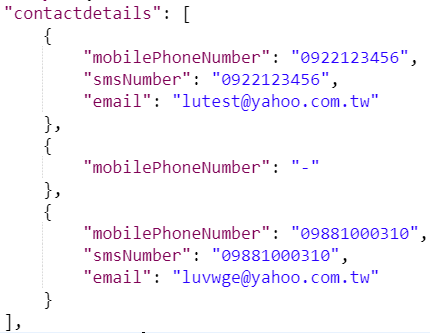 "contactdetails": [
{
"mobilePhoneNumber": "0922123456",
"smsNumber": "0922123456",
"email": "lutest@yahoo.com.tw"
},
{
"mobilePhoneNumber": "-"
},
{
"mobilePhoneNumber": "09881000310",
"smsNumber": "09881000310",
"email": "luvwge@yahoo.com.tw"
}
],